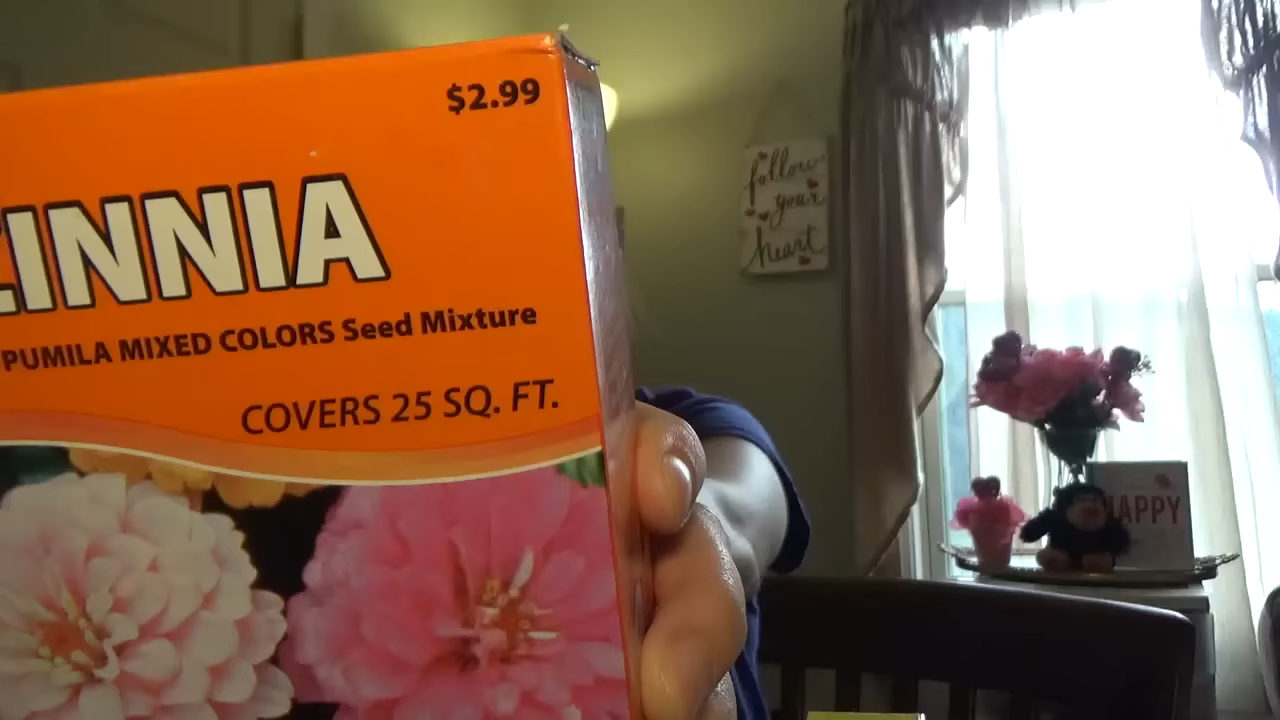 $2.99
INNIA
PUMILA MIXED COLORS Seed Mixture
COVERS 25 SQ. FT.
follow
your
heart
HAPPY